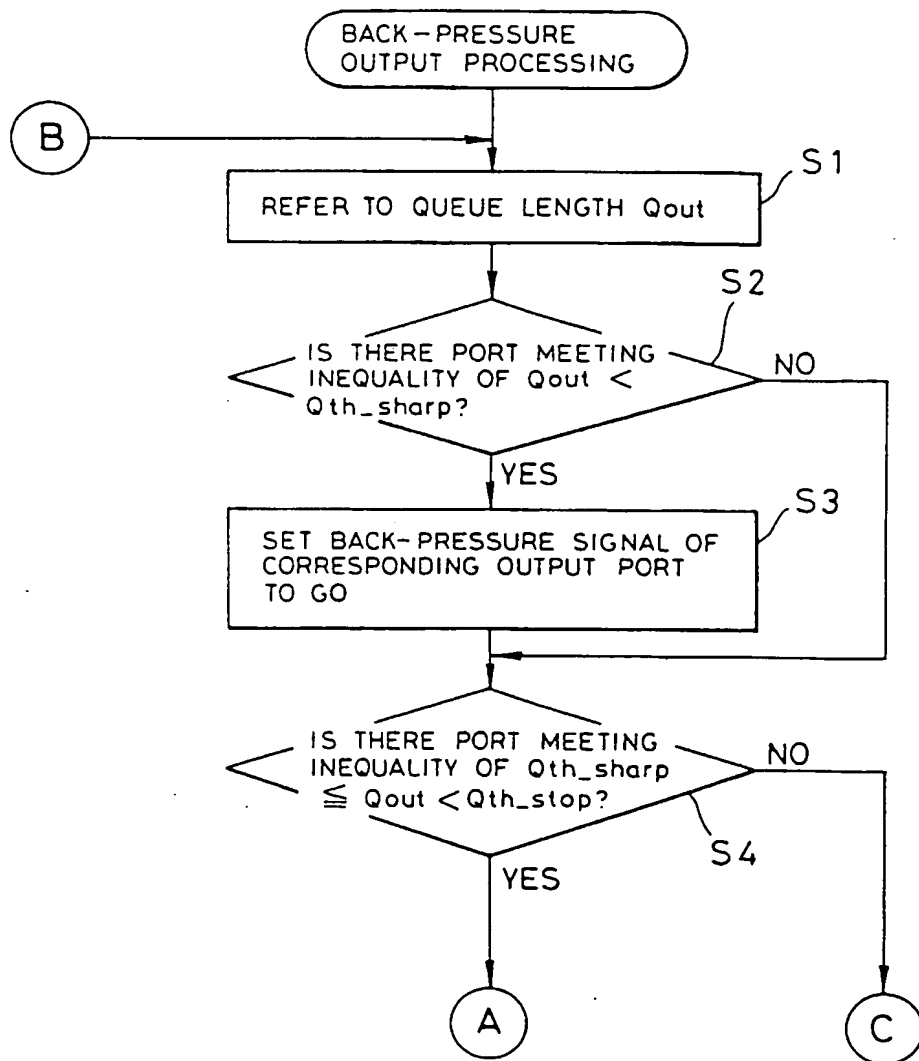 BACK-PRESSURE
OUTPUT PROCESSING
B
S1
REFER TO QUEUE LENGTH Qout
S2
IS THERE PORT MEETING
INEQUALITY OF Qout <
Qth_sharp?
NO
YES
S3
SET BACK-PRESSURE SIGNAL OF
CORRESPONDING OUTPUT PORT
TO GO
IS THERE PORT MEETING
INEQUALITY OF Qth_sharp
≦ Qout < Qth_stop?
NO
S4
YES
A
C